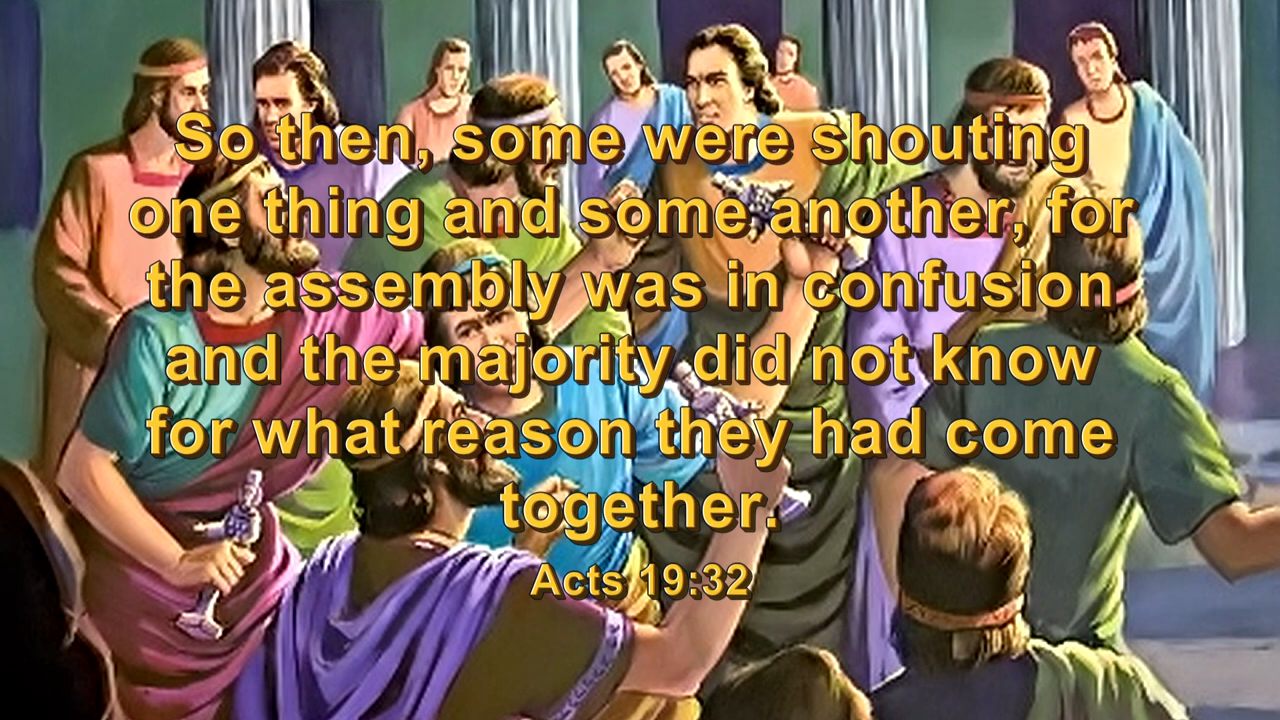 So then, some were shouting
one thing and some another, for
the assembly was in confusion
and the majority did not know
for what reason they had come
together.
Acts 19:32